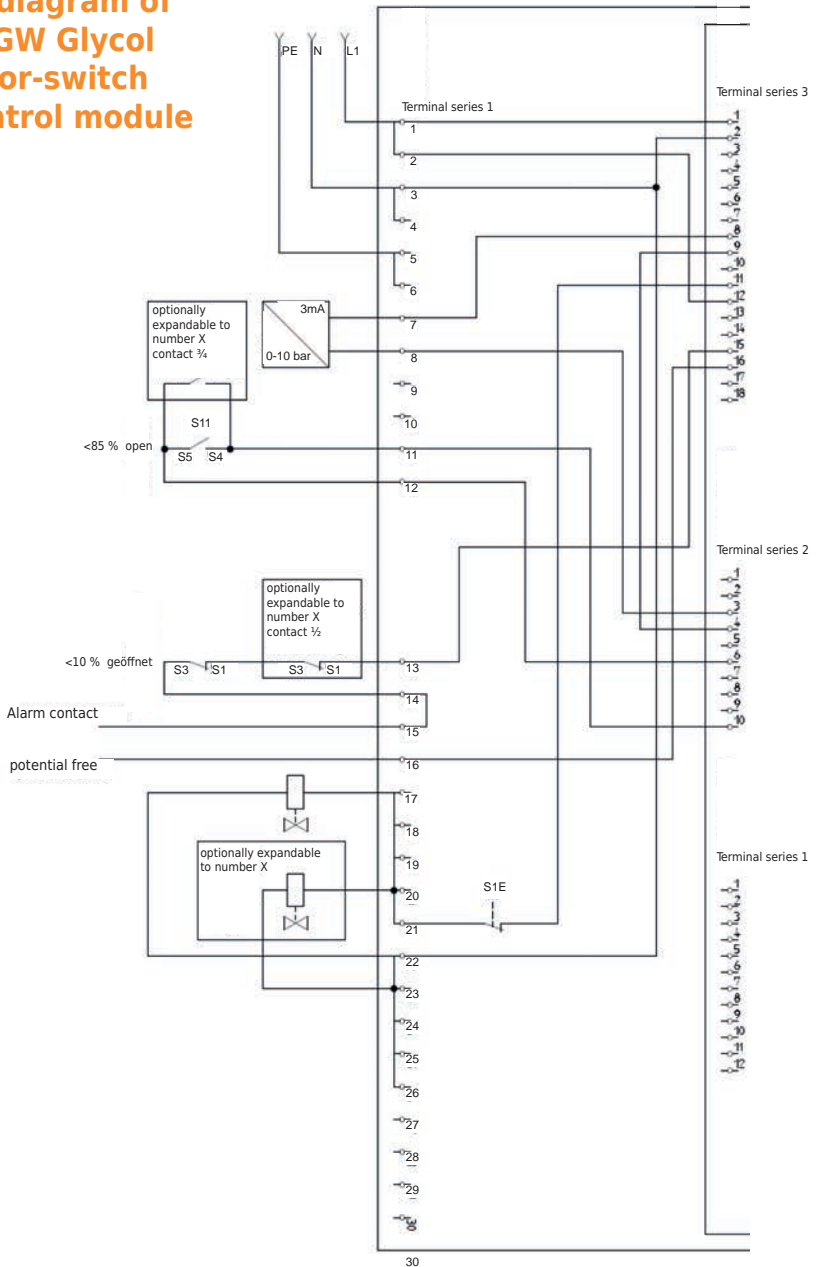 diagram of
GW Glycol
or-switch
ntrol module
PE N L1
Terminal series 1
1
2
3
4
5
6
7
8
9
10
11
12
13
14
15
16
17
18
19
20
21
22
23
24
25
26
27
28
29
30
30
optionally
expandable to
number X
contact ¾
3mA
0-10 bar
S11
<85 % open
S5 S4
optionally
expandable to
number X
contact ½
<10 % geöffnet
S3 S1 S3 S1
Alarm contact
potential free
optionally expandable
to number X
S1E
Terminal series 3
1
2
3
4
5
6
7
8
9
10
11
12
13
14
15
16
17
18
Terminal series 2
1
2
3
4
5
6
7
8
9
10
Terminal series 1
1
2
3
4
5
6
7
8
9
10
11
12